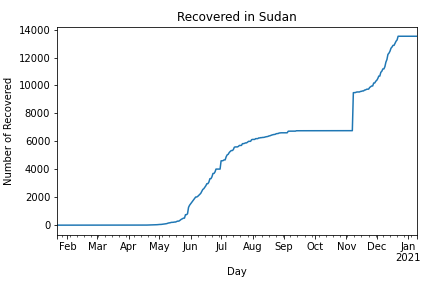 Recovered in Sudan
14000
12000
10000
8000
6000
4000
2000
0
Number of Recovered
Feb Mar Apr May Jun Jul Aug Sep Oct Nov Dec Jan
2021
Day